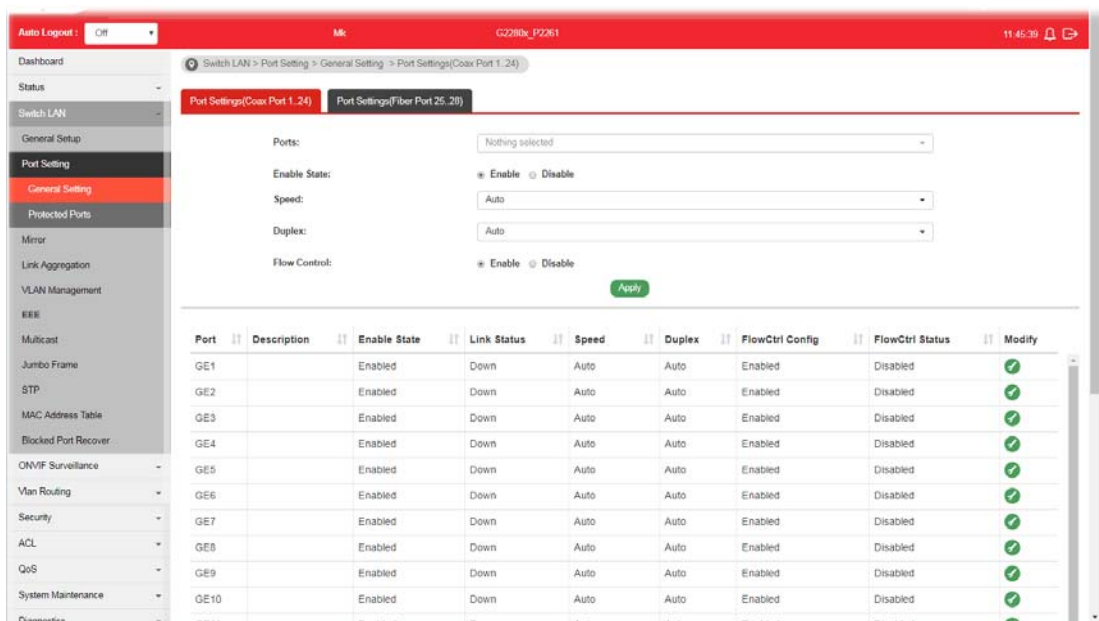 Auto Logout : Off Mk G2280x_P2261 11:45:39
Dashboard
Status
Switch LAN
General Setup
Port Setting
General Setting
Protected Ports
Mirror
Link Aggregation
VLAN Management
EEE
Multicast
Jumbo Frame
STP
MAC Address Table
Blocked Port Recover
ONVIF Surveillance
Vlan Routing
Security
ACL
QoS
System Maintenance
Diagnostics
Switch LAN > Port Setting > General Setting > Port Settings(Coax Port 1..24)
Port Settings(Coax Port 1..24) Port Settings(Fiber Port 25..28)
Ports: Nothing selected
Enable State: Enable Disable
Speed: Auto
Duplex: Auto
Flow Control: Enable Disable
Apply
Port Description Enable State Link Status Speed Duplex FlowCtrl Config FlowCtrl Status Modify
GE1 Enabled Down Auto Auto Enabled Disabled
GE2 Enabled Down Auto Auto Enabled Disabled
GE3 Enabled Down Auto Auto Enabled Disabled
GE4 Enabled Down Auto Auto Enabled Disabled
GE5 Enabled Down Auto Auto Enabled Disabled
GE6 Enabled Down Auto Auto Enabled Disabled
GE7 Enabled Down Auto Auto Enabled Disabled
GE8 Enabled Down Auto Auto Enabled Disabled
GE9 Enabled Down Auto Auto Enabled Disabled
GE10 Enabled Down Auto Auto Enabled Disabled